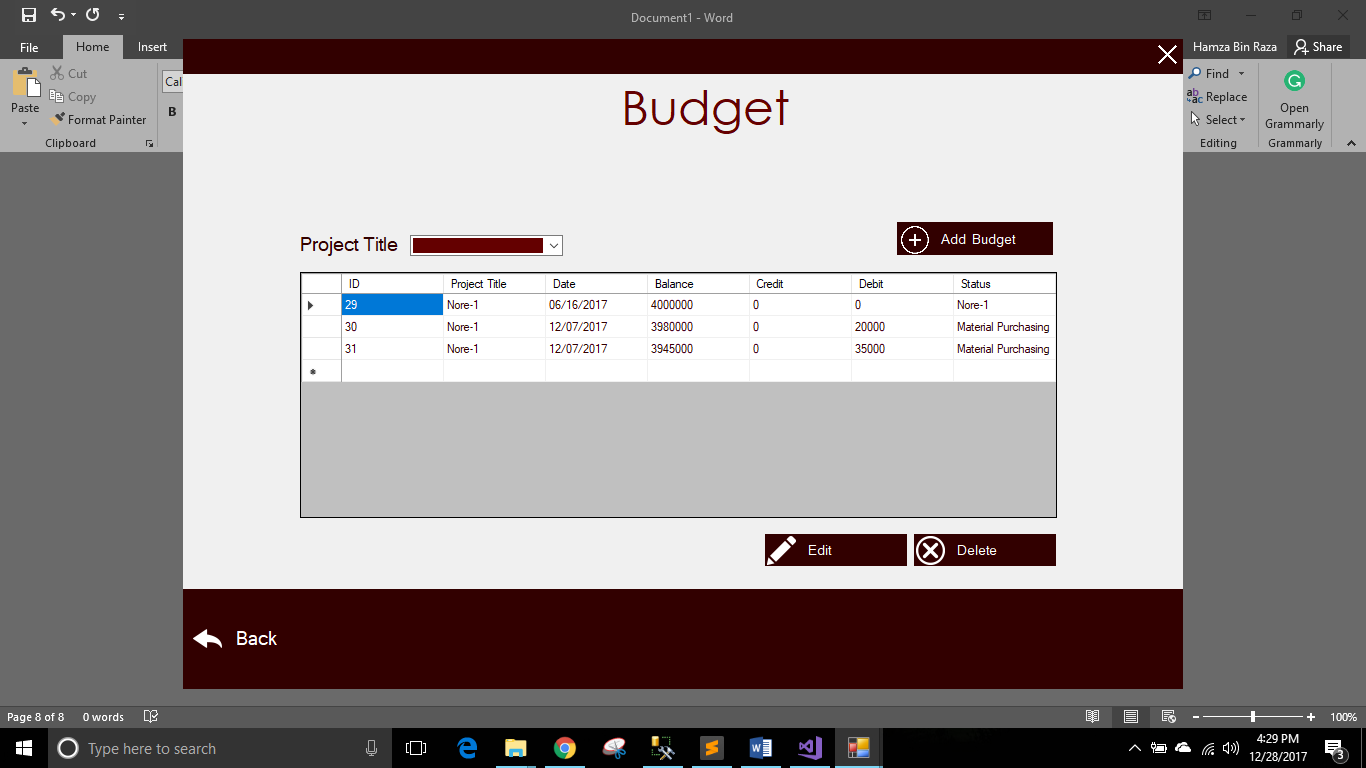 Document1 - Word
File Home Insert Hamza Bin Raza Share
Paste
Cut
Copy
Format Painter
Clipboard
Cal
B
Find
Replace
Select
Editing
Open
Grammarly
Grammarly
Budget
Project Title Add Budget
ID Project Title Date Balance Credit Debit Status
29 Nore-1 06/16/2017 4000000 0 0 Nore-1
30 Nore-1 12/07/2017 3980000 0 20000 Material Purchasing
31 Nore-1 12/07/2017 3945000 0 35000 Material Purchasing
Edit Delete
Back
Page 8 of 8 0 words 100%
Type here to search 4:29 PM
12/28/2017 3